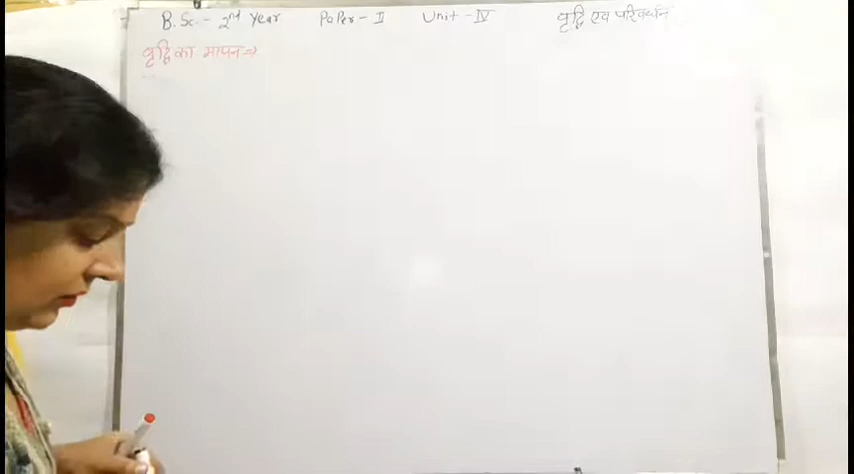 B.Sc. - 2nd Year Paper - II Unit - IV वृद्धि एवं परिवर्धन
वृद्धि का मापन ⇒